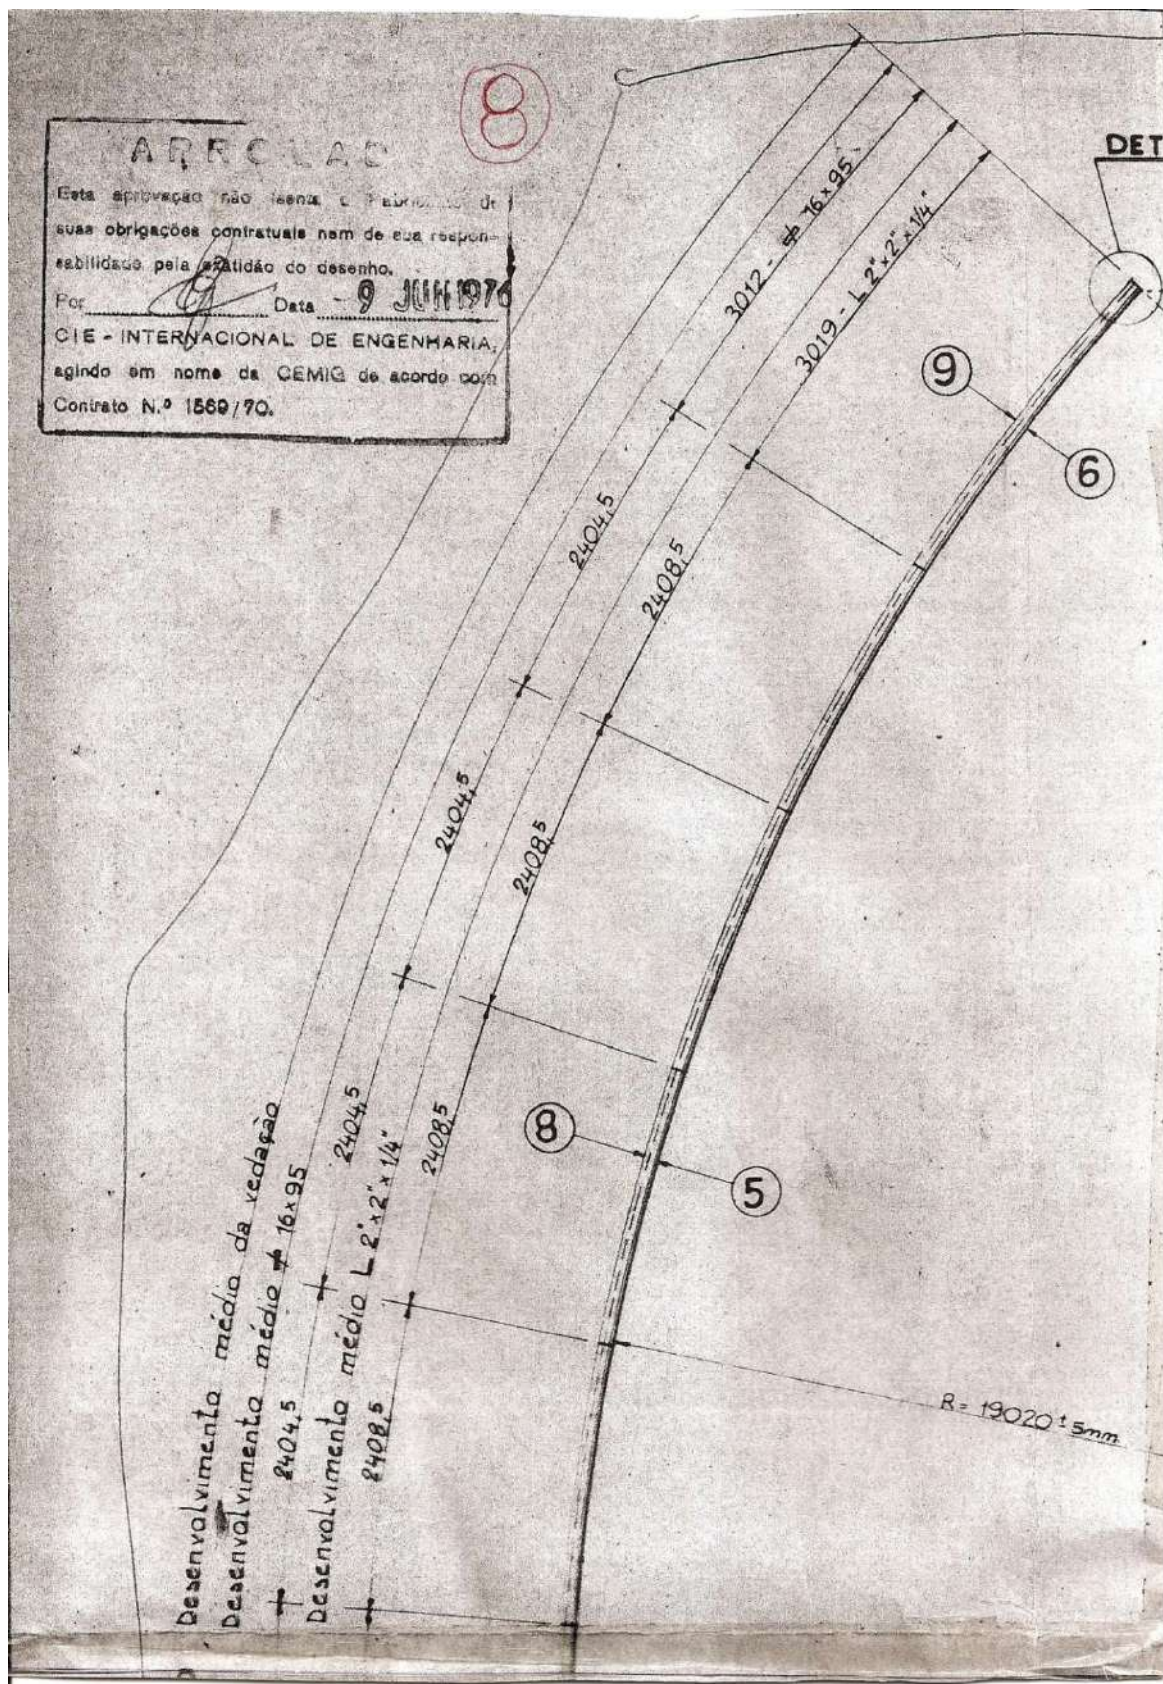 8
Esta aprovação não isenta o de
suas obrigações contratuais nem de sua respon-
sabilidade pela exatidão do desenho.
Por Data - 9 JUN 1976
CIE - INTERNACIONAL DE ENGENHARIA,
agindo em nome da CEMIG de acordo com
Contrato N.º 1569/70.
DET
3012 - 16x95
3019 - L 2"x2"x1/4"
9
6
2404,5
2408,5
2404,5
2408,5
2404,5
2408,5
8
5
Desenvolvimento médio da vedação
Desenvolvimento médio 16x95
2404,5
Desenvolvimento médio L 2"x2"x1/4"
2408,5
R= 19020 ± 5mm